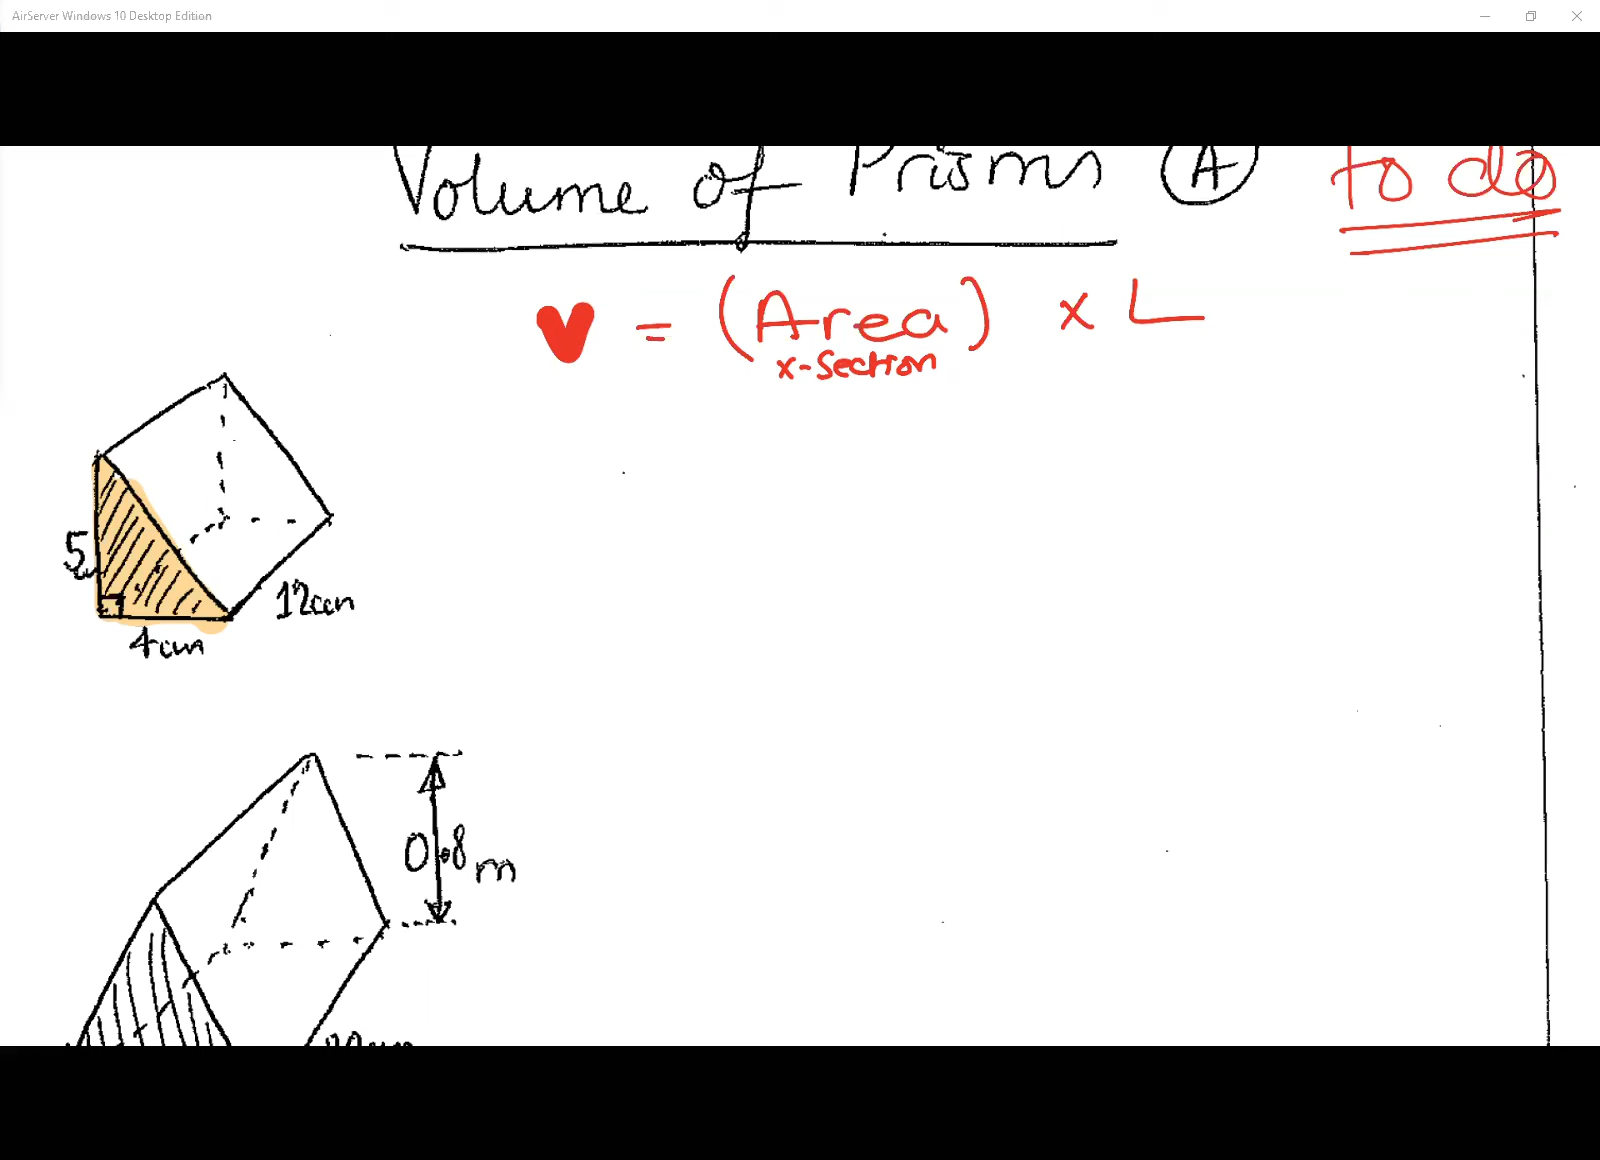 AirServer Windows 10 Desktop Edition
Volume of Prisms A to do
V = (Area) x L
x-section
5
12cm
4cm
0.8m